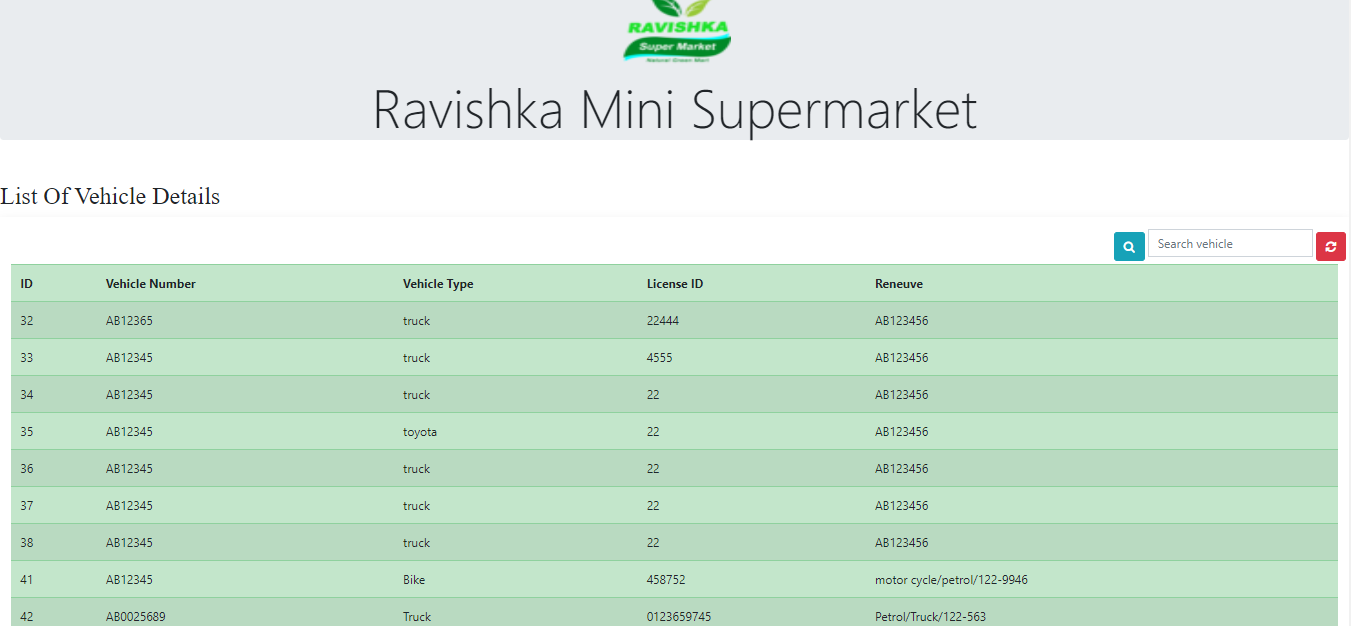 RAVISHKA
Super Market
Natural Green Mart
Ravishka Mini Supermarket
List Of Vehicle Details
Search vehicle
ID Vehicle Number Vehicle Type License ID Reneuve
32 AB12365 truck 22444 AB123456
33 AB12345 truck 4555 AB123456
34 AB12345 truck 22 AB123456
35 AB12345 toyota 22 AB123456
36 AB12345 truck 22 AB123456
37 AB12345 truck 22 AB123456
38 AB12345 truck 22 AB123456
41 AB12345 Bike 458752 motor cycle/petrol/122-9946
42 AB0025689 Truck 0123659745 Petrol/Truck/122-563